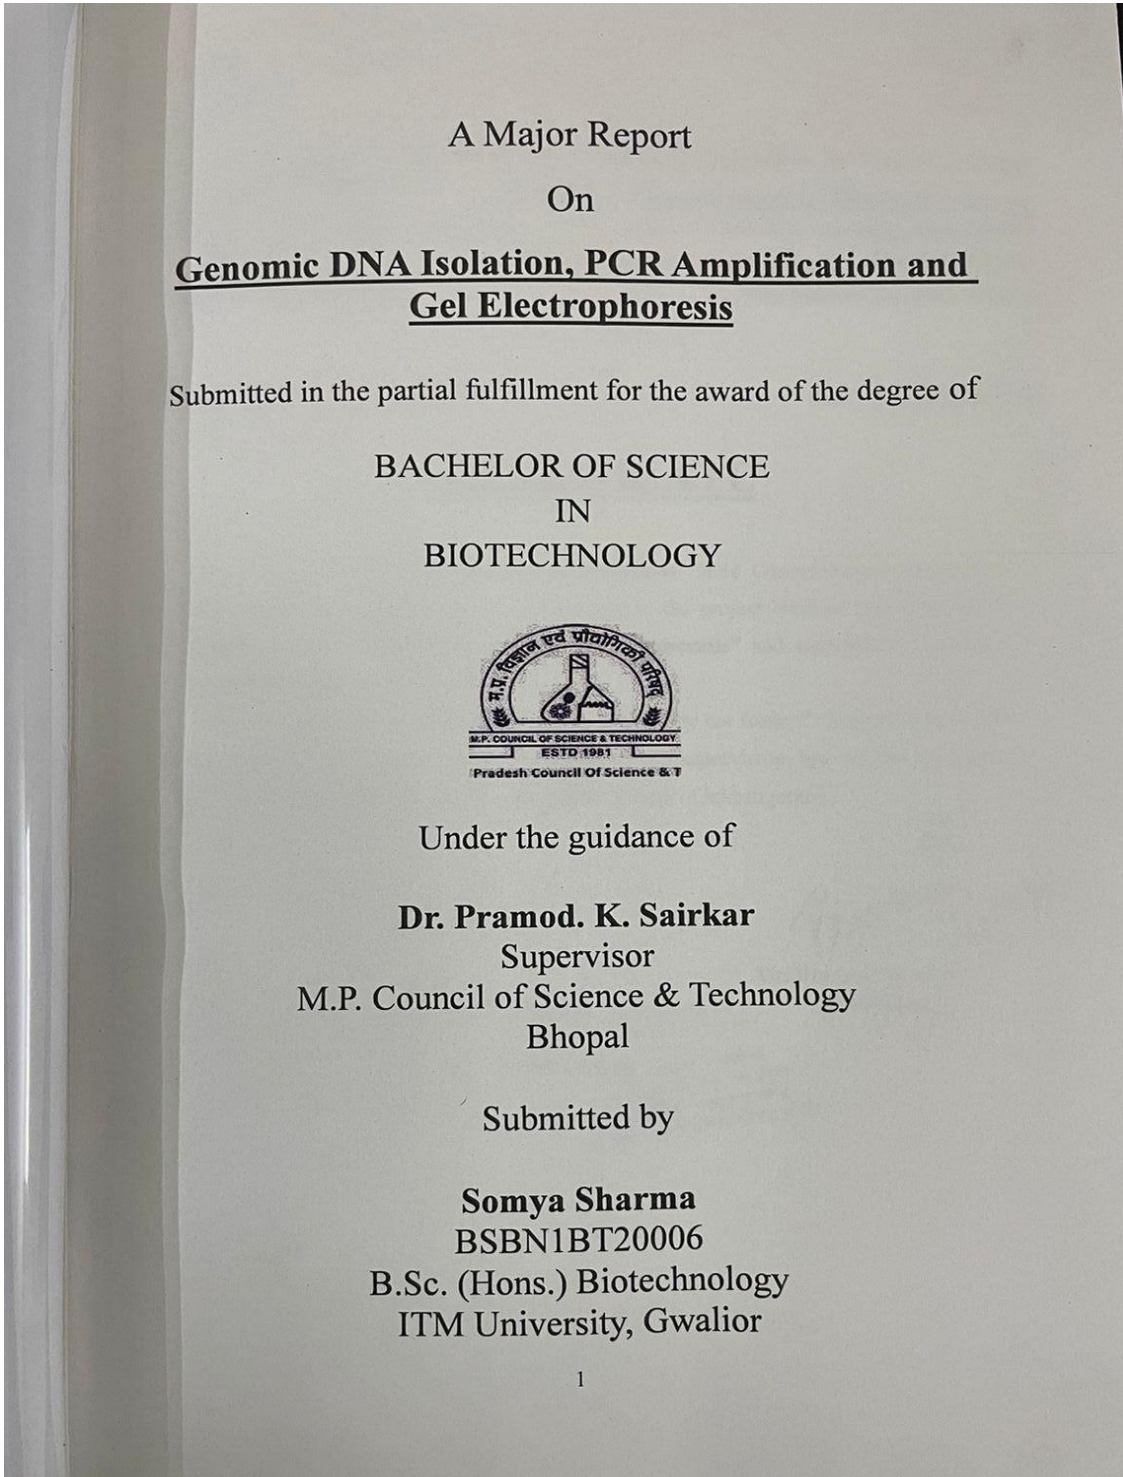 A Major Report
On
Genomic DNA Isolation, PCR Amplification and
Gel Electrophoresis
Submitted in the partial fulfillment for the award of the degree of
BACHELOR OF SCIENCE
IN
BIOTECHNOLOGY
म.प्र. विज्ञान एवं प्रौद्योगिकी परिषद
M.P. COUNCIL OF SCIENCE & TECHNOLOGY
ESTD 1981
Pradesh Council Of Science & T
Under the guidance of
Dr. Pramod. K. Sairkar
Supervisor
M.P. Council of Science & Technology
Bhopal
Submitted by
Somya Sharma
BSBN1BT20006
B.Sc. (Hons.) Biotechnology
ITM University, Gwalior
1